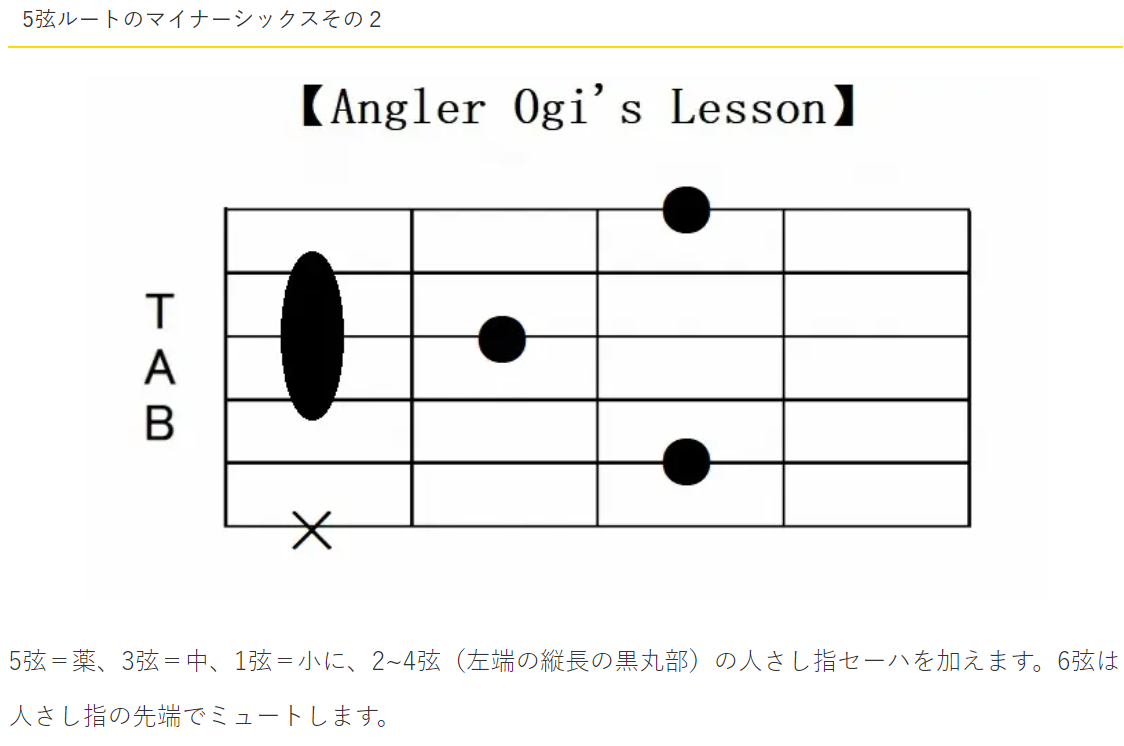 5弦ルートのマイナーシックスその２
【Angler Ogi's Lesson】
T
A
B
5弦＝薬、3弦＝中、1弦＝小に、2~4弦（左端の縦長の黒丸部）の人さし指セーハを加えます。6弦は
人さし指の先端でミュートします。